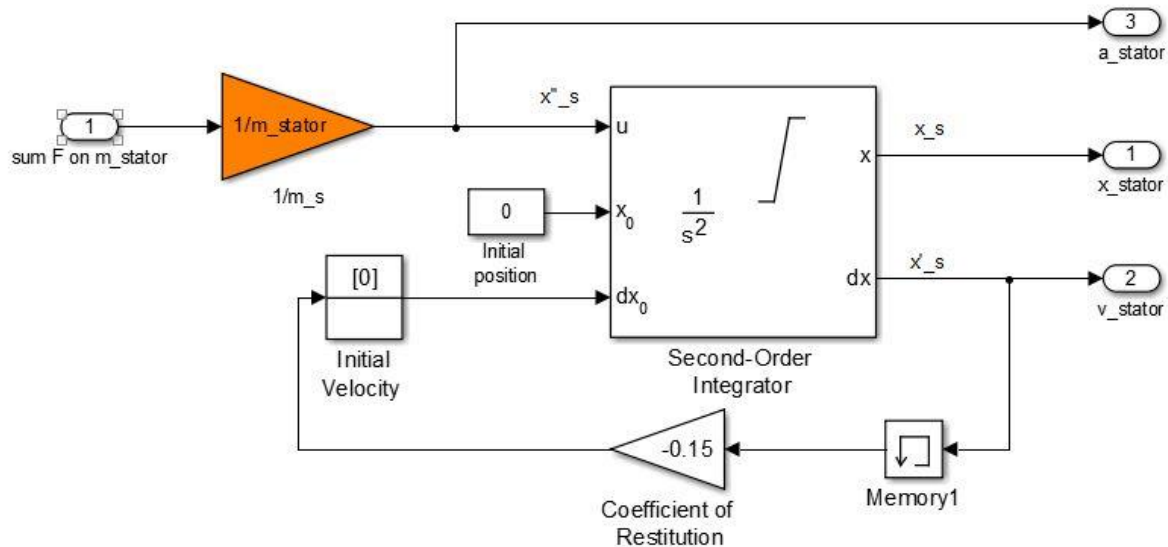 3
a_stator
x"_s
1
sum F on m_stator
1/m_stator
1/m_s
u
x
x_s
1
x_stator
0
Initial
position
x0
1
s2
[0]
Initial
Velocity
dx0
dx
x'_s
2
v_stator
Second-Order
Integrator
-0.15
Coefficient of
Restitution
Memory1